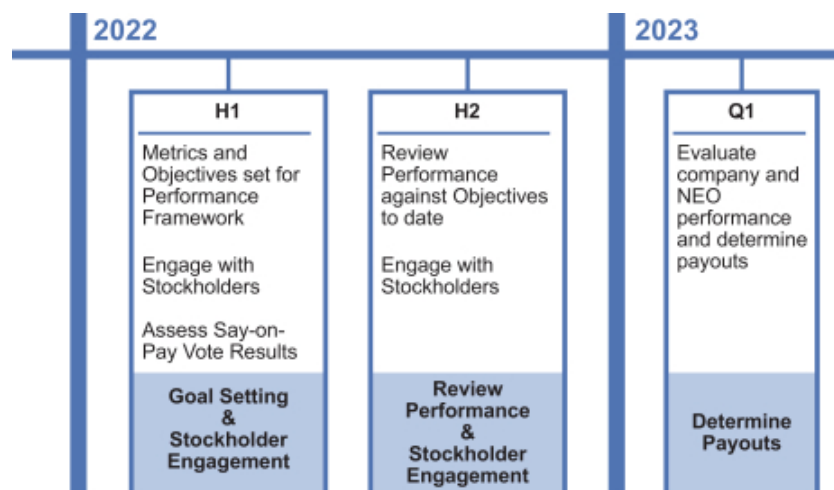 2022
2023
H1
Metrics and
Objectives set for
Performance
Framework
Engage with
Stockholders
Assess Say-on-
Pay Vote Results
Goal Setting
&
Stockholder
Engagement
H2
Review
Performance
against Objectives
to date
Engage with
Stockholders
Review
Performance
&
Stockholder
Engagement
Q1
Evaluate
company and
NEO
performance
and determine
payouts
Determine
Payouts